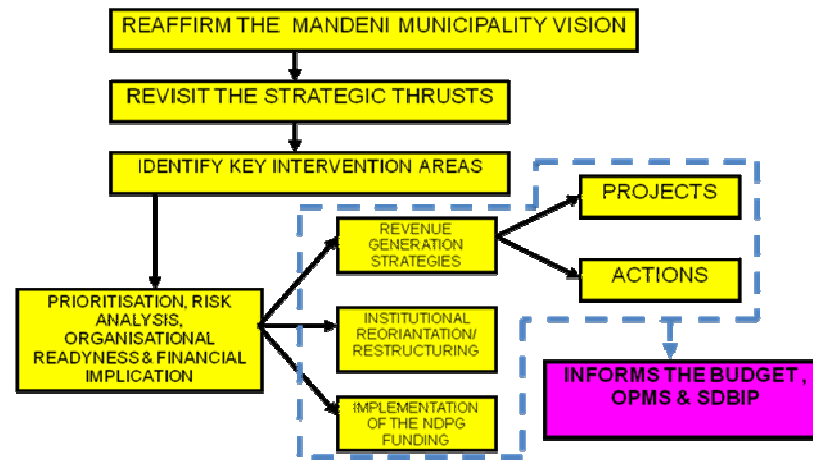 REAFFIRM THE MANDENI MUNICIPALITY VISION
REVISIT THE STRATEGIC THRUSTS
IDENTIFY KEY INTERVENTION AREAS
PRIORITISATION, RISK
ANALYSIS,
ORGANISATIONAL
READYNESS & FINANCIAL
IMPLICATION
REVENUE
GENERATION
STRATEGIES
INSTITUTIONAL
REORIANTATION/
RESTRUCTURING
IMPLEMENTATION
OF THE NDPG
FUNDING
PROJECTS
ACTIONS
INFORMS THE BUDGET ,
OPMS & SDBIP